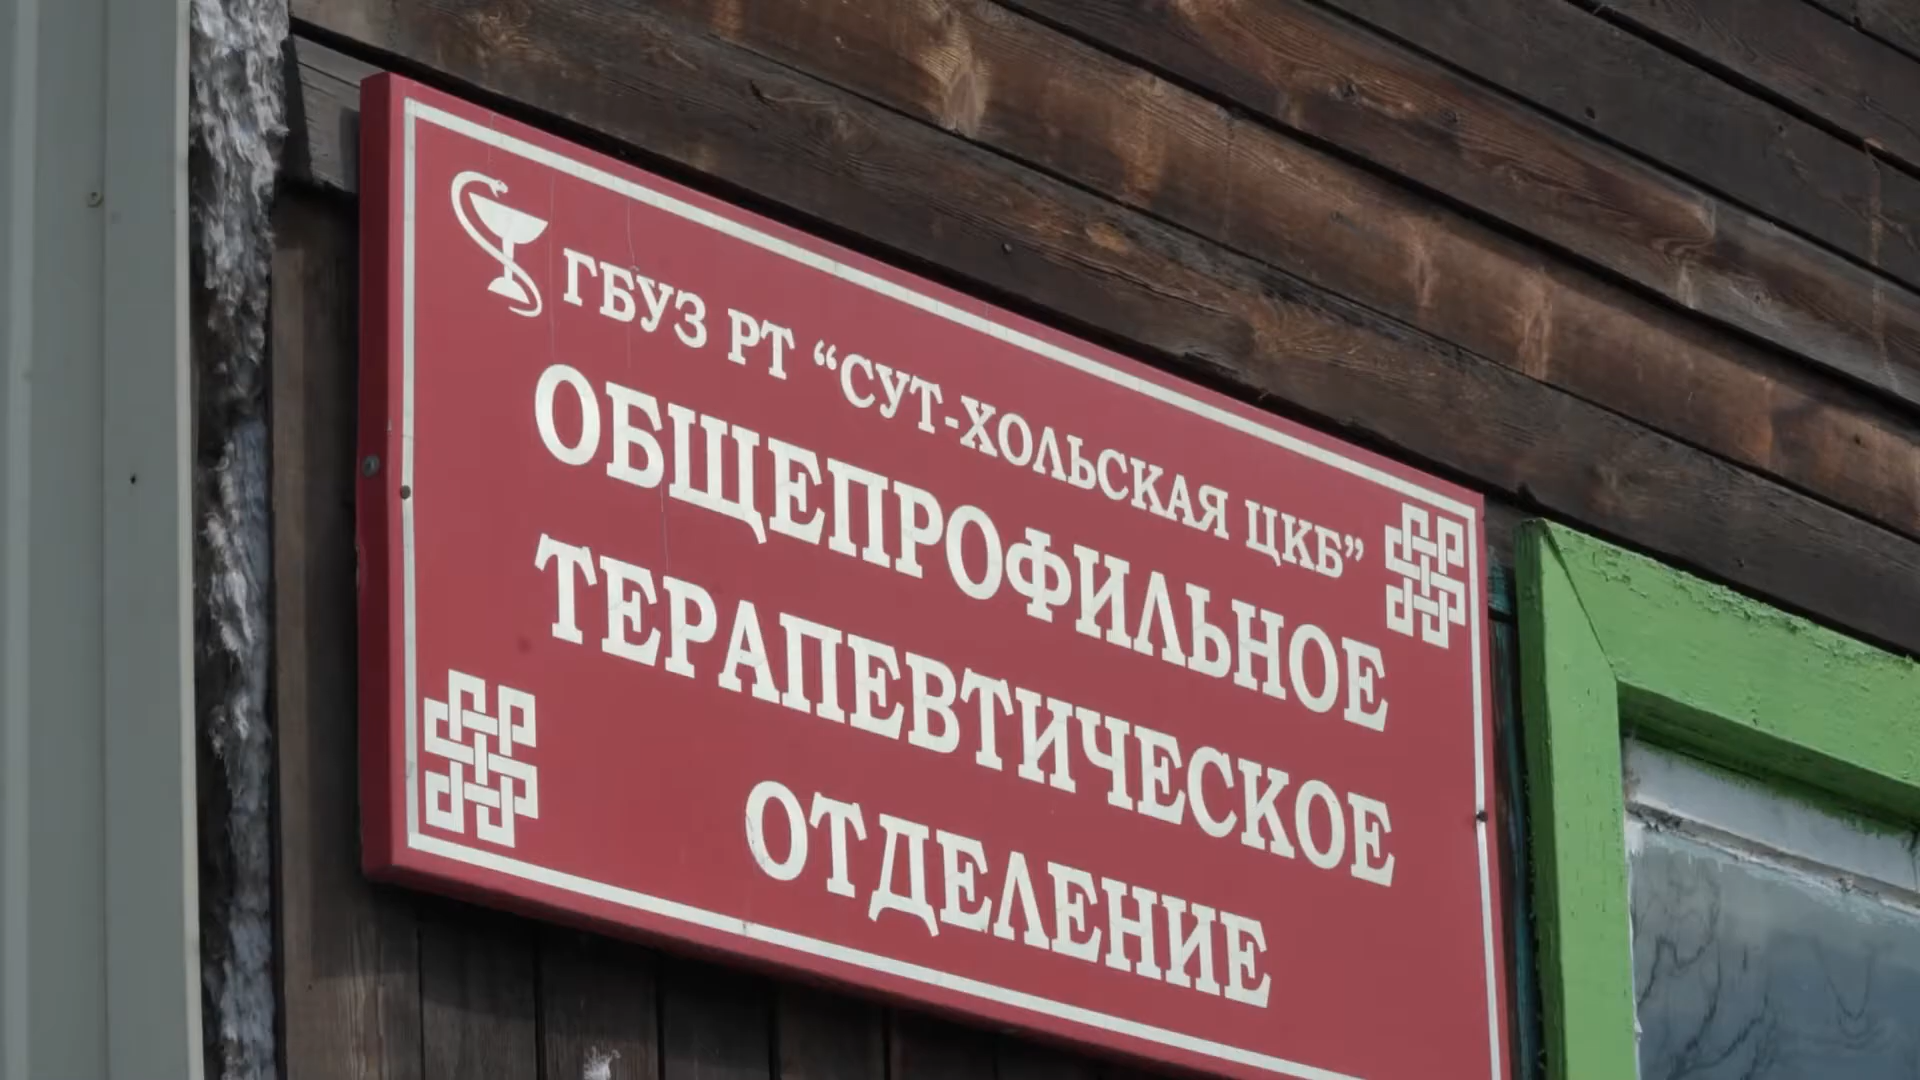 ГБУЗ РТ “СУТ-ХОЛЬСКАЯ ЦКБ”
ОБЩЕПРОФИЛЬНОЕ
ТЕРАПЕВТИЧЕСКОЕ
ОТДЕЛЕНИЕ